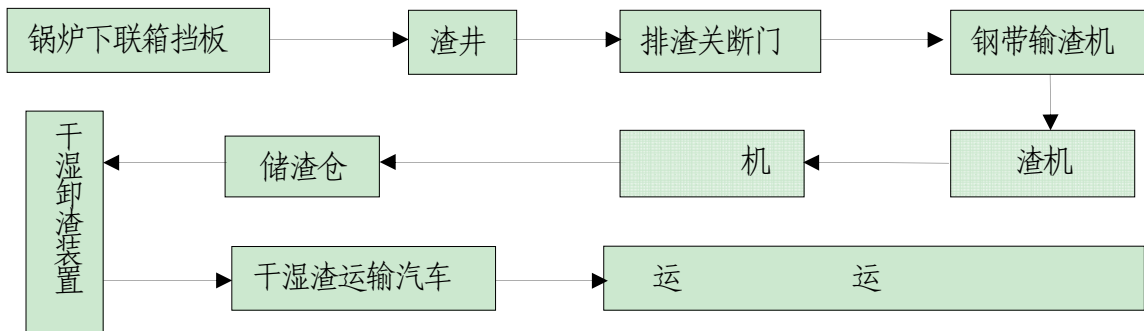 锅炉下联箱挡板
渣井
排渣关断门
钢带输渣机
渣机
机
储渣仓
干湿卸渣装置
干湿渣运输汽车
运 运